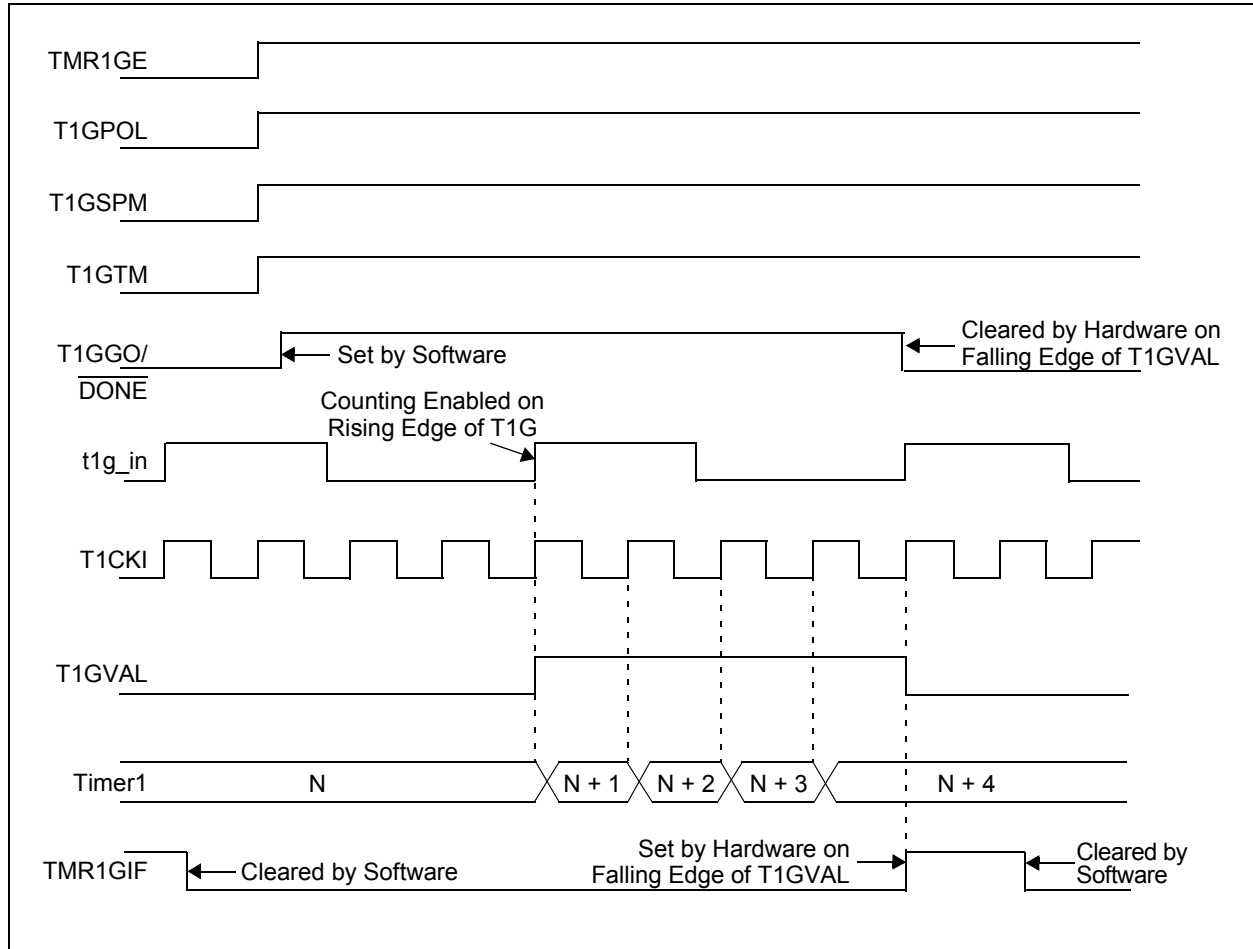 TMR1GE
T1GPOL
T1GSPM
T1GTM
T1GGO/
DONE
Set by Software
Cleared by Hardware on
Falling Edge of T1GVAL
Counting Enabled on
Rising Edge of T1G
t1g_in
T1CKI
T1GVAL
Timer1
N
N + 1
N + 2
N + 3
N + 4
TMR1GIF
Cleared by Software
Set by Hardware on
Falling Edge of T1GVAL
Cleared by
Software